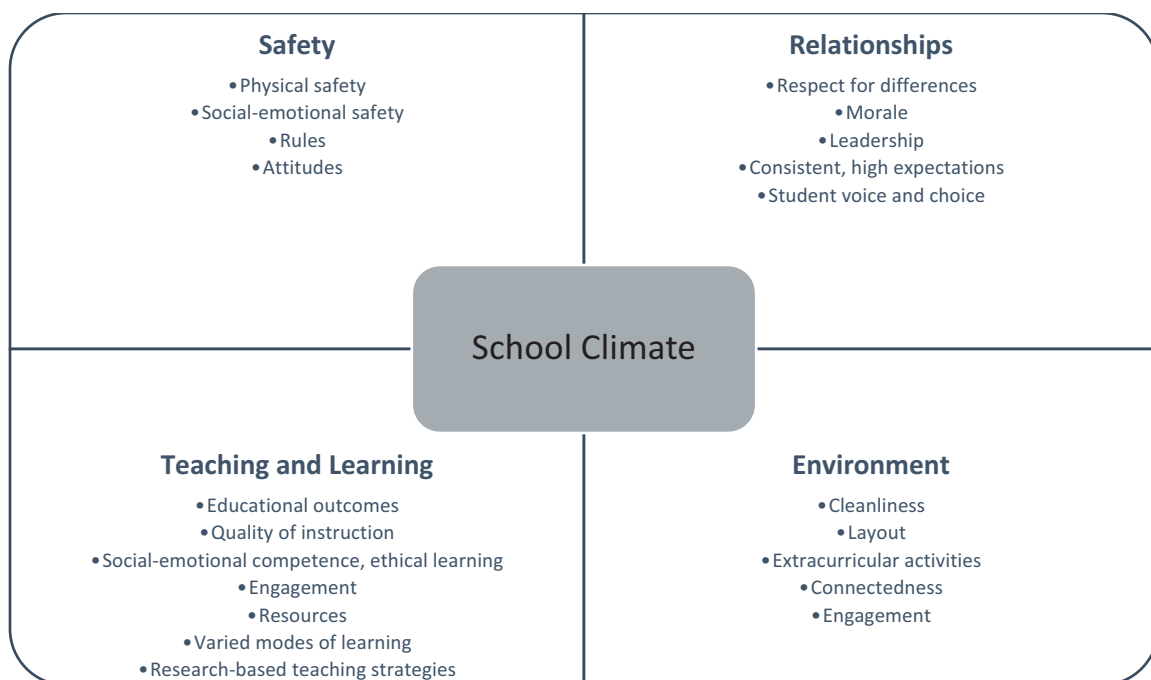 Safety
•Physical safety
•Social-emotional safety
•Rules
•Attitudes
Relationships
•Respect for differences
•Morale
•Leadership
•Consistent, high expectations
•Student voice and choice
School Climate
Teaching and Learning
•Educational outcomes
•Quality of instruction
•Social-emotional competence, ethical learning
•Engagement
•Resources
•Varied modes of learning
•Research-based teaching strategies
Environment
•Cleanliness
•Layout
•Extracurricular activities
•Connectedness
•Engagement